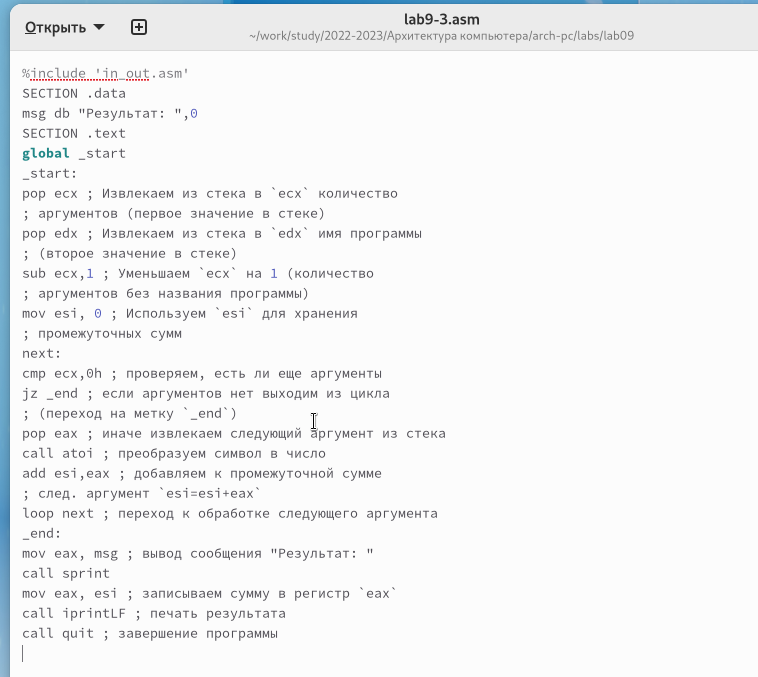 Открыть
lab9-3.asm
~/work/study/2022-2023/Архитектура компьютера/arch-pc/labs/lab09
%include 'in_out.asm'
SECTION .data
msg db "Результат: ",0
SECTION .text
global _start
_start:
pop ecx ; Извлекаем из стека в `ecx` количество
; аргументов (первое значение в стеке)
pop edx ; Извлекаем из стека в `edx` имя программы
; (второе значение в стеке)
sub ecx,1 ; Уменьшаем `ecx` на 1 (количество
; аргументов без названия программы)
mov esi, 0 ; Используем `esi` для хранения
; промежуточных сумм
next:
cmp ecx,0h ; проверяем, есть ли еще аргументы
jz _end ; если аргументов нет выходим из цикла
; (переход на метку `_end`)
pop eax ; иначе извлекаем следующий аргумент из стека
call atoi ; преобразуем символ в число
add esi,eax ; добавляем к промежуточной сумме
; след. аргумент `esi=esi+eax`
loop next ; переход к обработке следующего аргумента
_end:
mov eax, msg ; вывод сообщения "Результат: "
call sprint
mov eax, esi ; записываем сумму в регистр `eax`
call iprintLF ; печать результата
call quit ; завершение программы